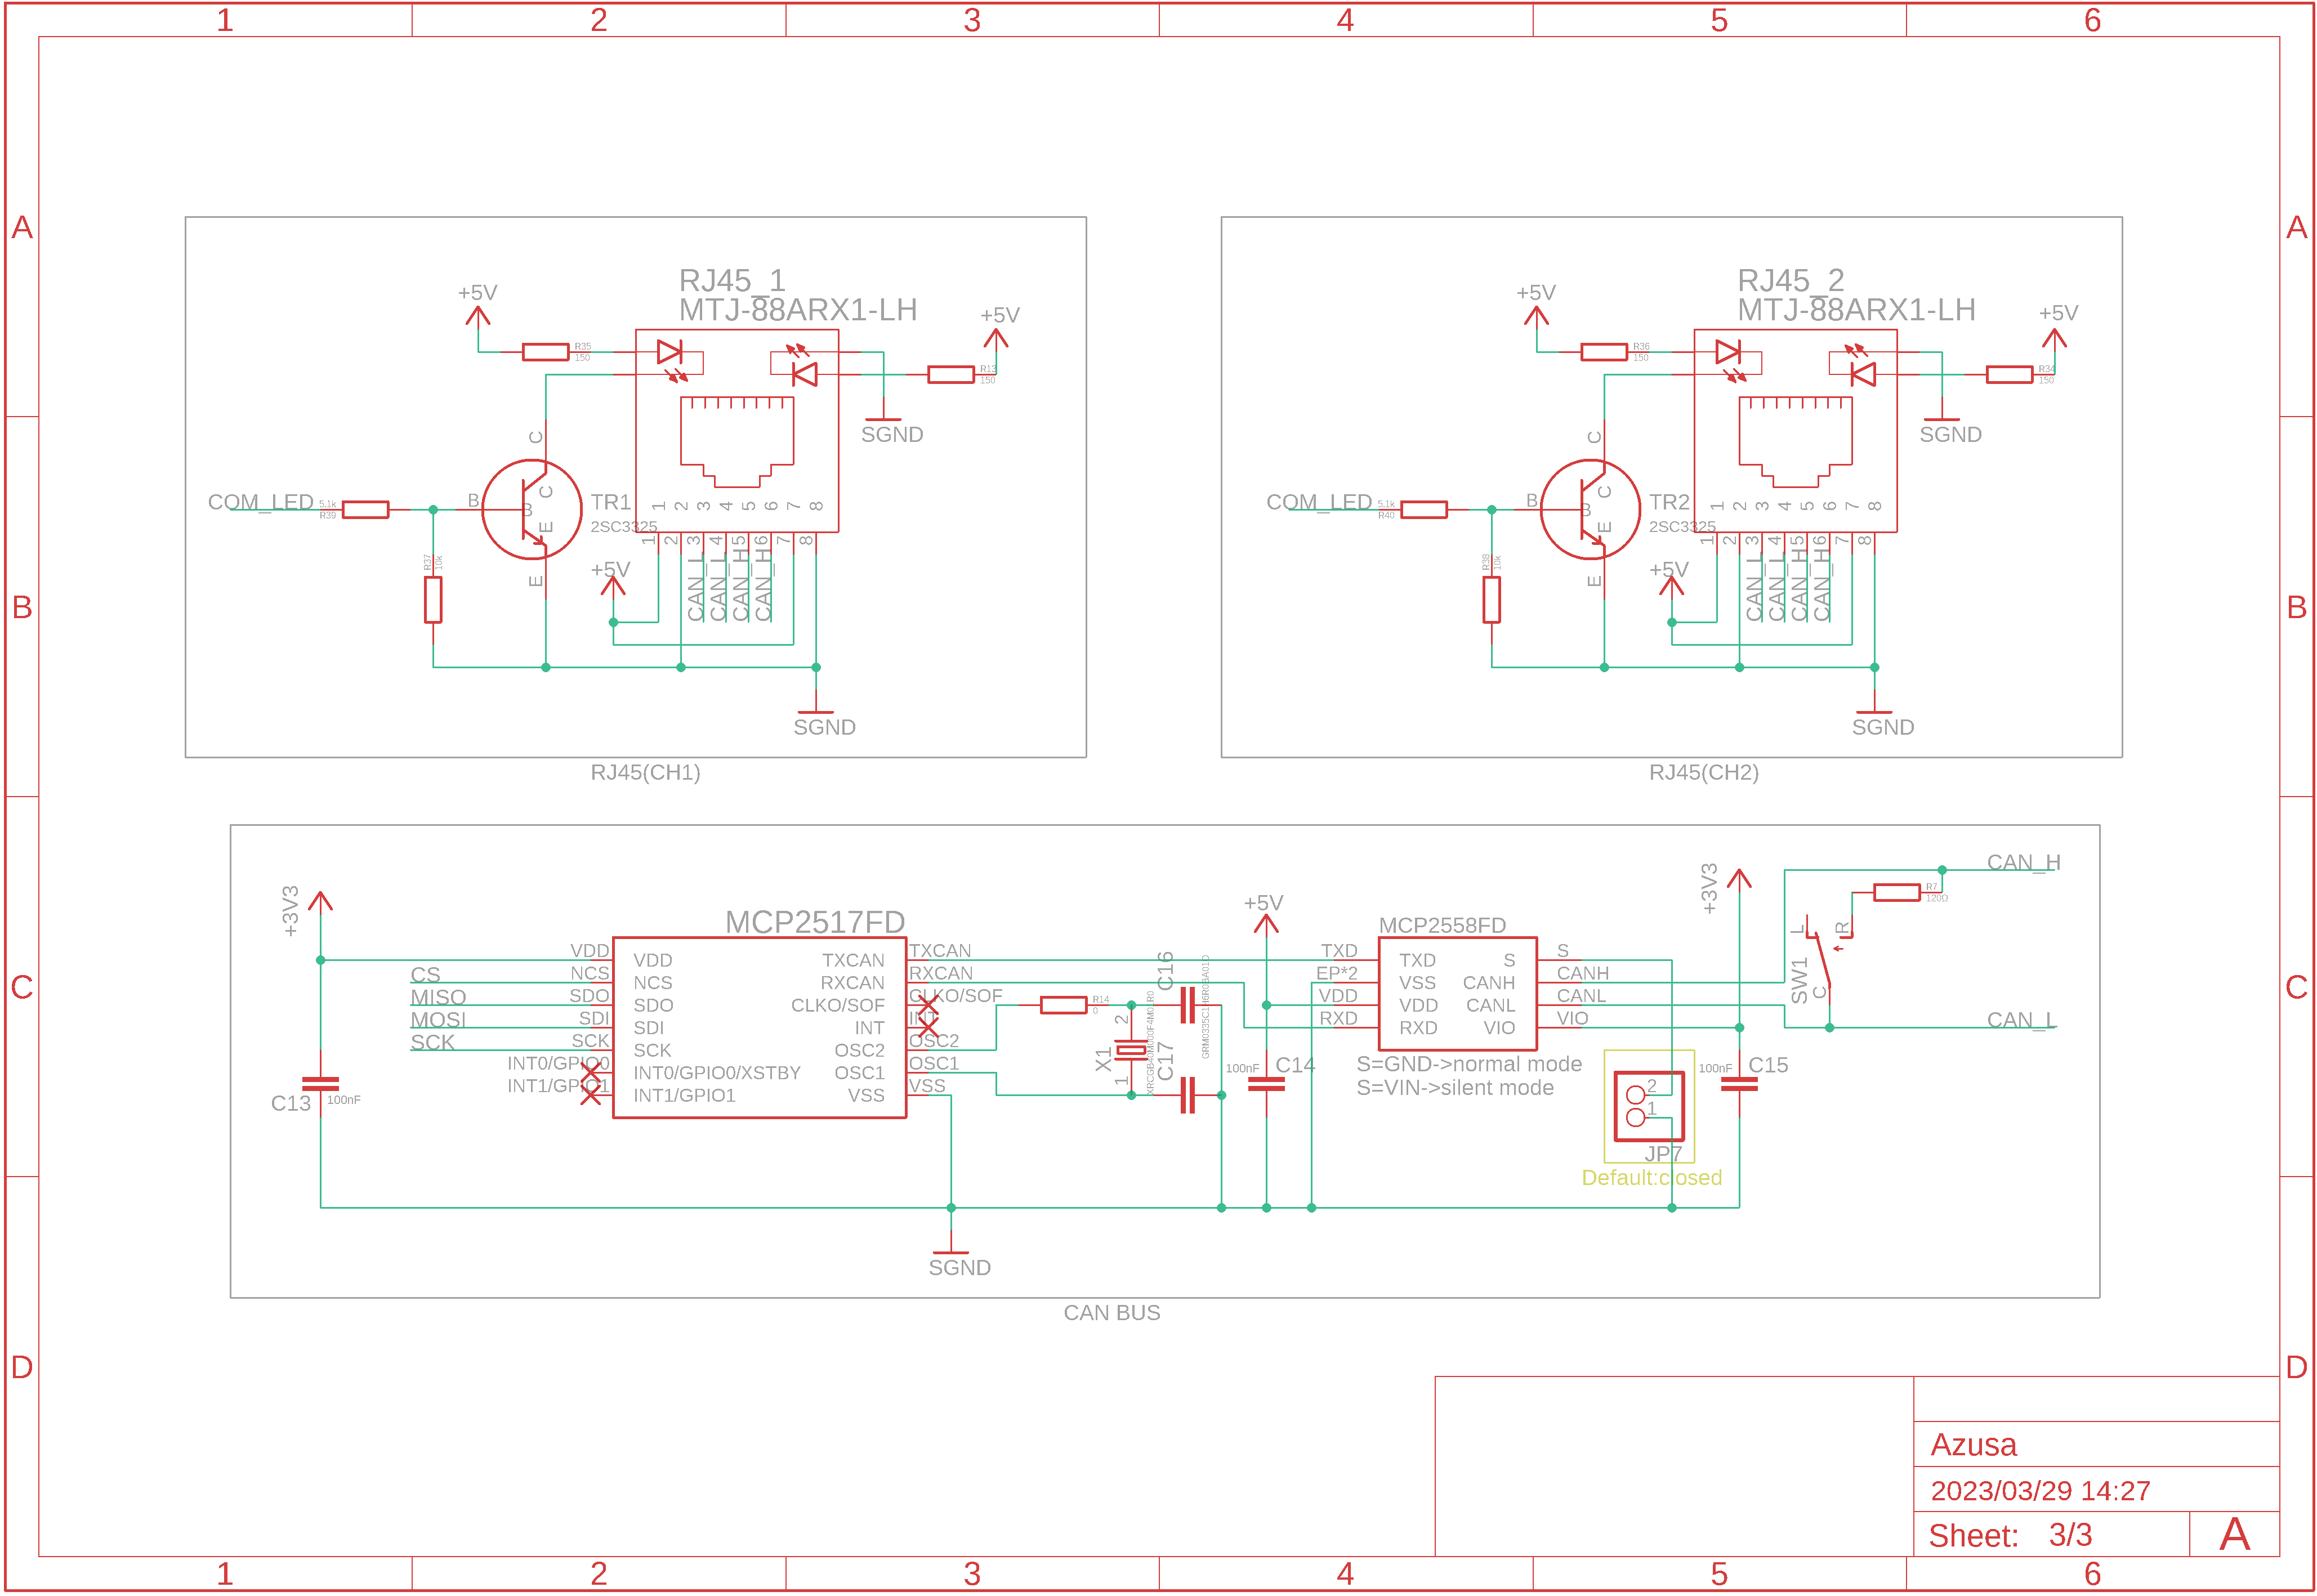 1 2 3 4 5 6
A A
RJ45_1
MTJ-88ARX1-LH
+5V
+5V
R35
150
R13
150
SGND
COM_LED
5.1k
R39
B
C
C
B
E
E
TR1
2SC3325
1 2 3 4 5 6 7 8
1 2 3 4 5 6 7 8
R37
10k
+5V
CAN_L
CAN_L
CAN_H
CAN_H
SGND
RJ45(CH1)
RJ45_2
MTJ-88ARX1-LH
+5V
+5V
R36
150
R34
150
SGND
COM_LED
5.1k
R40
B
C
C
B
E
E
TR2
2SC3325
1 2 3 4 5 6 7 8
1 2 3 4 5 6 7 8
R38
10k
+5V
CAN_L
CAN_L
CAN_H
CAN_H
SGND
RJ45(CH2)
B B
C C
+3V3
C13
100nF
CS
MISO
MOSI
SCK
MCP2517FD
VDD VDD TXCAN TXCAN
NCS NCS RXCAN RXCAN
SDO SDO CLKO/SOF CLKO/SOF
SDI SDI INT INT
SCK SCK OSC2 OSC2
INT0/GPIO0 INT0/GPIO0/XSTBY OSC1 OSC1
INT1/GPIO1 INT1/GPIO1 VSS VSS
R14
0
X1
2
1
C16
C17
+5V
100nF
C14
MCP2558FD
TXD TXD S S
EP*2 VSS CANH CANH
VDD VDD CANL CANL
RXD RXD VIO VIO
S=GND->normal mode
S=VIN->silent mode
2
1
JP7
Default:closed
+3V3
100nF
C15
SW1
L
R
C
R7
120Ω
CAN_H
CAN_L
SGND
CAN BUS
D D
Azusa
2023/03/29 14:27
Sheet: 3/3
A
1 2 3 4 5 6